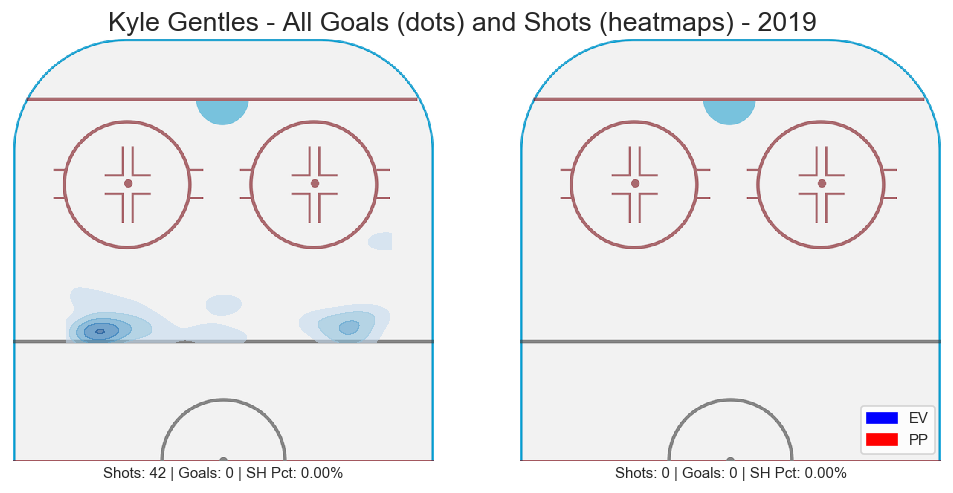 Kyle Gentles - All Goals (dots) and Shots (heatmaps) - 2019
EV
PP
Shots: 42 | Goals: 0 | SH Pct: 0.00%
Shots: 0 | Goals: 0 | SH Pct: 0.00%